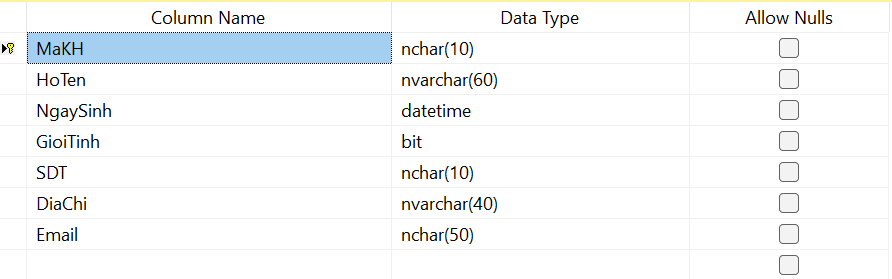 Column Name Data Type Allow Nulls
MaKH nchar(10)
HoTen nvarchar(60)
NgaySinh datetime
GioiTinh bit
SDT nchar(10)
DiaChi nvarchar(40)
Email nchar(50)